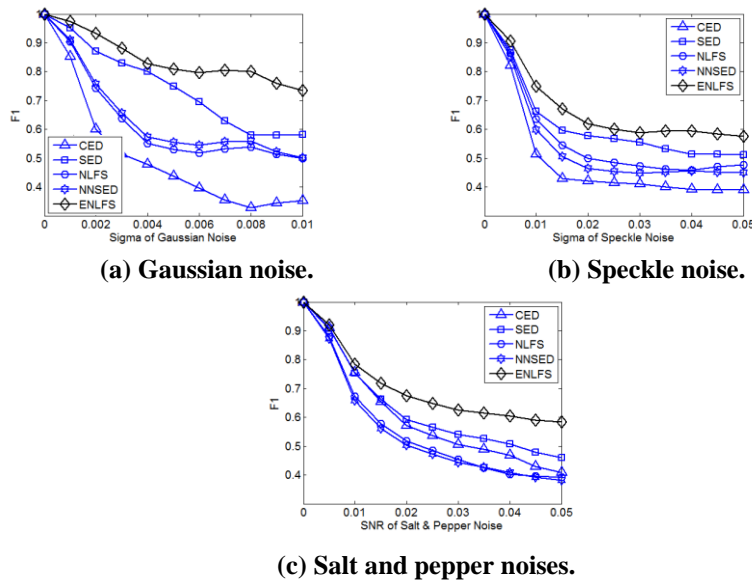 1
0.9
0.8
0.7
0.6
0.5
0.4
F1
CED
SED
NLFS
NNSED
ENLFS
0
0.002
0.004
0.006
0.008
0.01
Sigma of Gaussian Noise
(a) Gaussian noise.
1
0.9
0.8
0.7
0.6
0.5
0.4
F1
CED
SED
NLFS
NNSED
ENLFS
0
0.01
0.02
0.03
0.04
0.05
Sigma of Speckle Noise
(b) Speckle noise.
1
0.9
0.8
0.7
0.6
0.5
0.4
F1
CED
SED
NLFS
NNSED
ENLFS
0
0.01
0.02
0.03
0.04
0.05
SNR of Salt & Pepper Noise
(c) Salt and pepper noises.